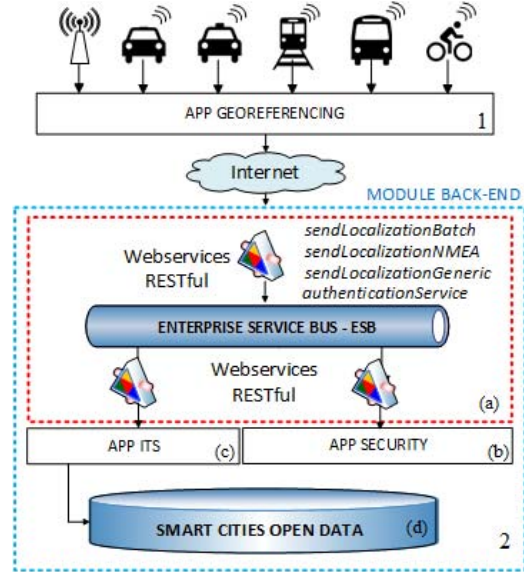 APP GEOREFERENCING
1
Internet
MODULE BACK-END
sendLocalizationBatch
sendLocalizationNMEA
sendLocalizationGeneric
authenticationService
Webservices
RESTful
ENTERPRISE SERVICE BUS - ESB
Webservices
RESTful
(a)
APP ITS
(c)
APP SECURITY
(b)
SMART CITIES OPEN DATA
(d)
2